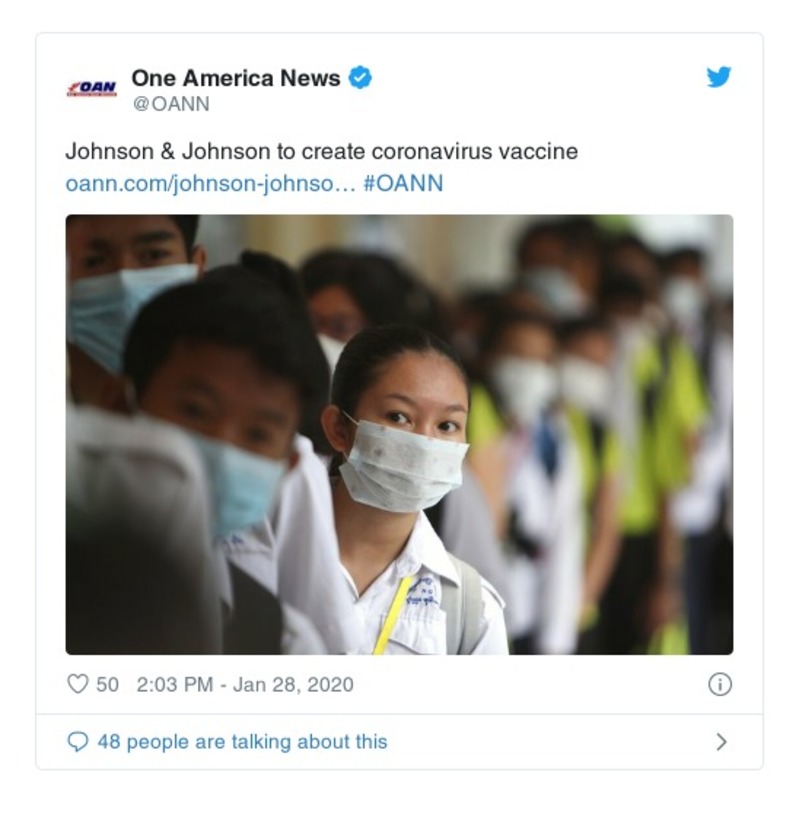 OAN
One America News
@OANN
Johnson & Johnson to create coronavirus vaccine
oann.com/johnson-johnso… #OANN
50 2:03 PM - Jan 28, 2020
48 people are talking about this